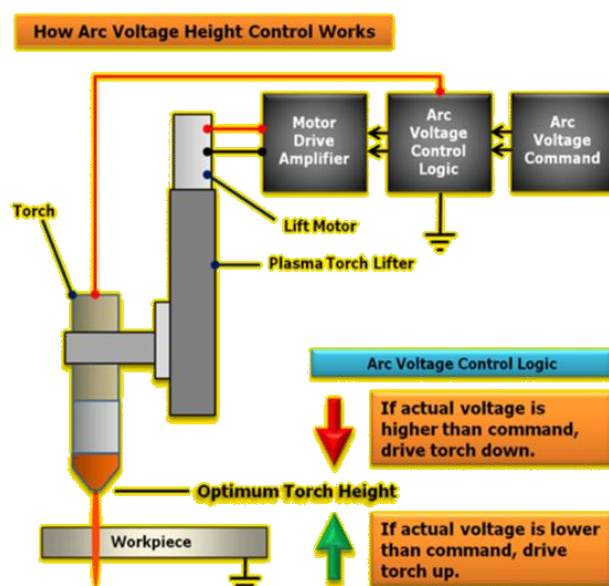 How Arc Voltage Height Control Works
Motor
Drive
Amplifier
Arc
Voltage
Control
Logic
Arc
Voltage
Command
Torch
Lift Motor
Plasma Torch Lifter
Arc Voltage Control Logic
If actual voltage is
higher than command,
drive torch down.
Optimum Torch Height
Workpiece
If actual voltage is lower
than command, drive
torch up.